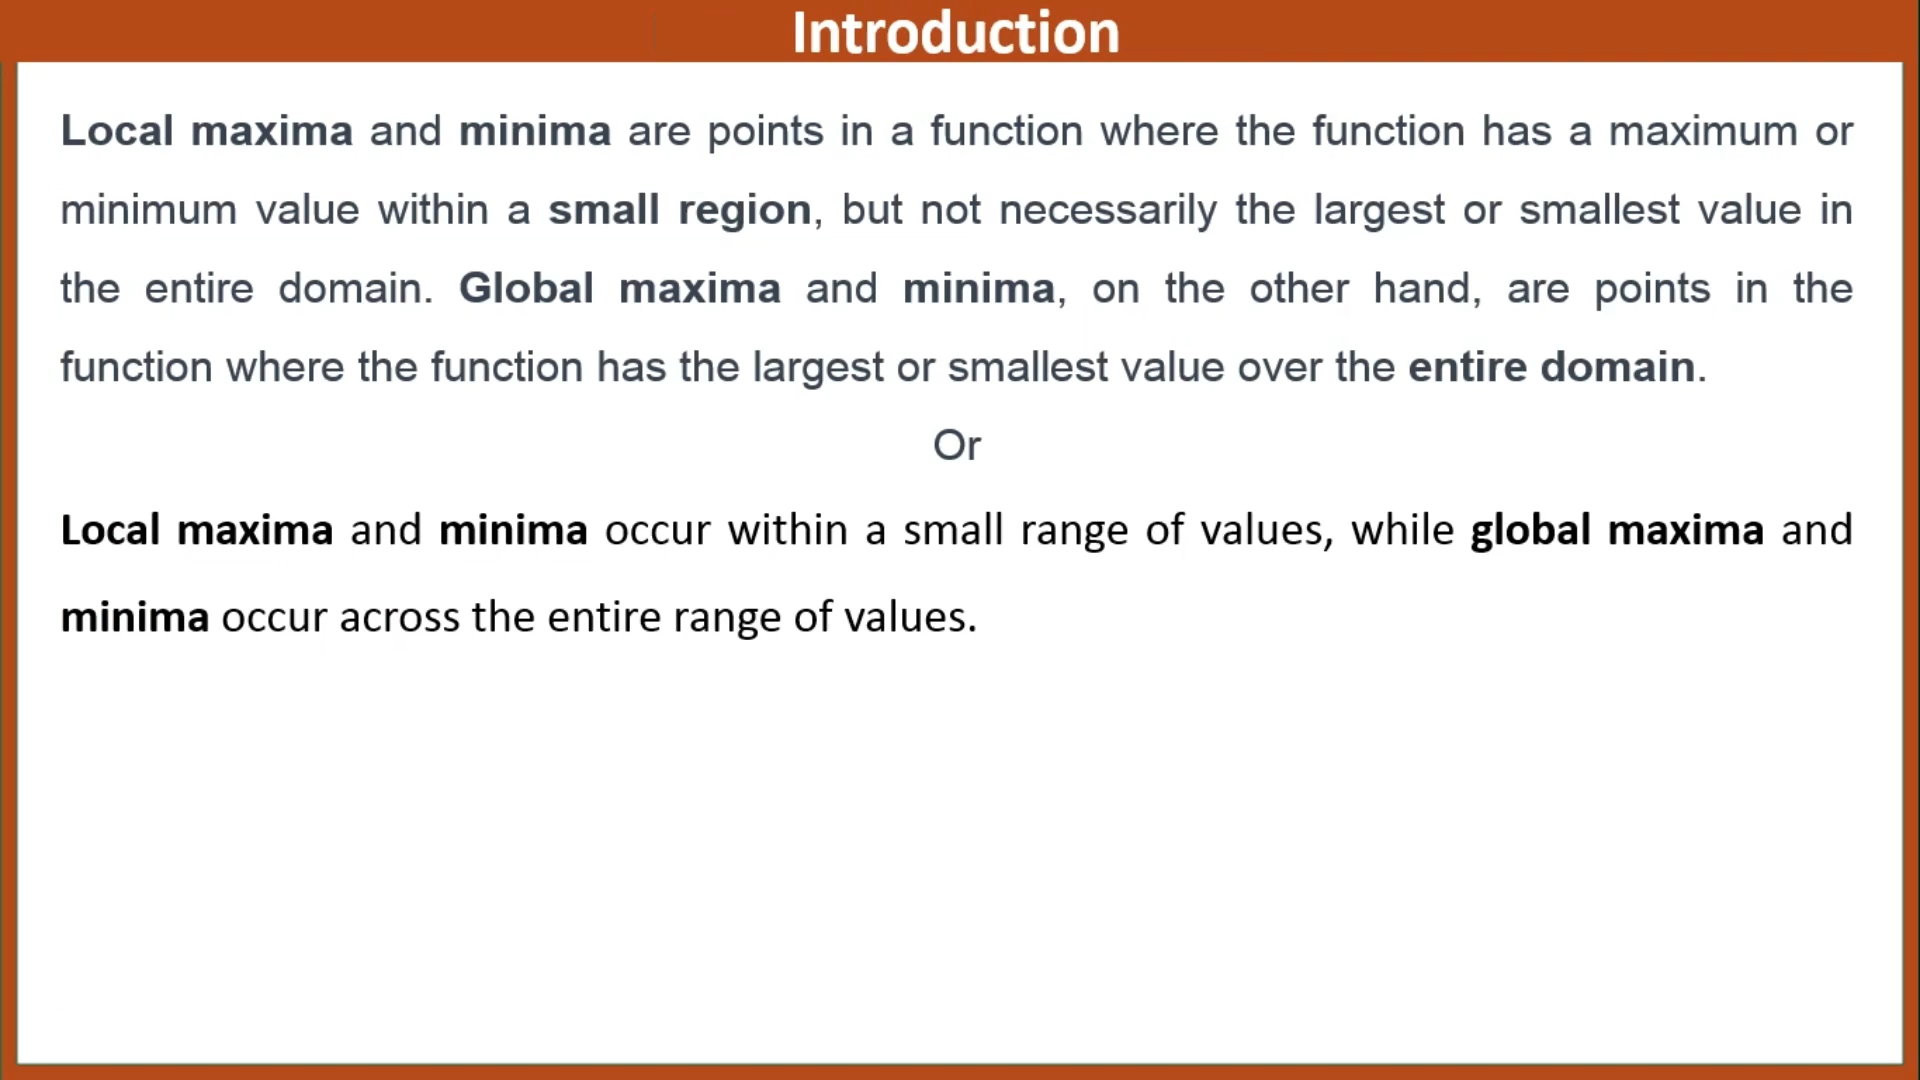 Introduction
Local maxima and minima are points in a function where the function has a maximum or
minimum value within a small region, but not necessarily the largest or smallest value in
the entire domain. Global maxima and minima, on the other hand, are points in the
function where the function has the largest or smallest value over the entire domain.
Or
Local maxima and minima occur within a small range of values, while global maxima and
minima occur across the entire range of values.